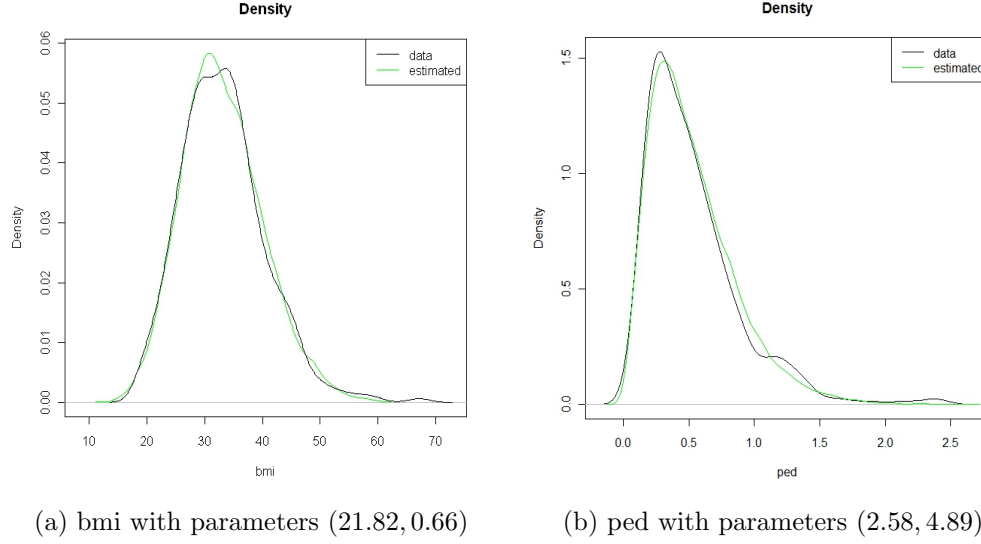 Density
data
estimated
0.06
0.05
0.04
0.03
0.02
0.01
0.00
Density
10 20 30 40 50 60 70
bmi
(a) bmi with parameters (21.82, 0.66)
Density
data
estimated
1.5
1.0
0.5
0.0
Density
0.0 0.5 1.0 1.5 2.0 2.5
ped
(b) ped with parameters (2.58, 4.89)